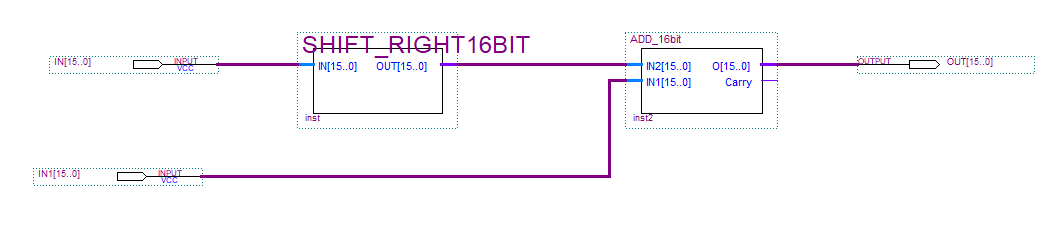 SHIFT_RIGHT16BIT
ADD_16bit
IN[15..0] INPUT VCC
IN[15..0] OUT[15..0]
IN2[15..0] O[15..0]
OUTPUT OUT[15..0]
IN1[15..0] Carry
inst
inst2
IN1[15..0] INPUT VCC